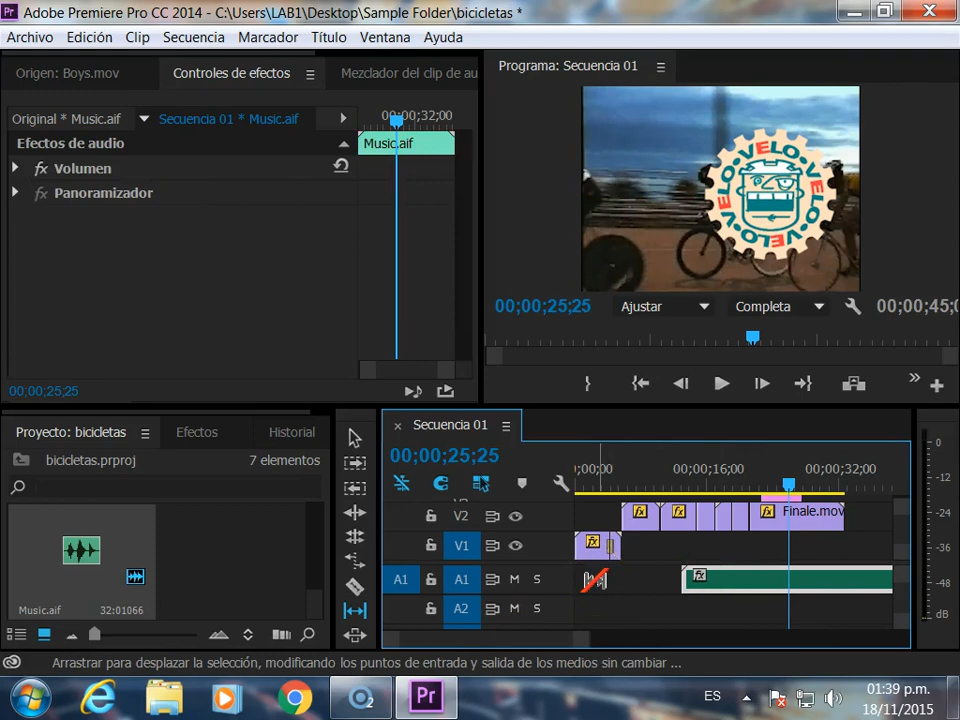 Adobe Premiere Pro CC 2014 - C:\Users\LAB1\Desktop\Sample Folder\bicicletas *
Archivo Edición Clip Secuencia Marcador Título Ventana Ayuda
Origen: Boys.mov Controles de efectos Mezclador del clip de au
Programa: Secuencia 01
Original * Music.aif Secuencia 01 * Music.aif 00;00;32;00
Efectos de audio Music.aif
fx Volumen
fx Panoramizador
VELO VELO VELO VELO
00;00;25;25 Ajustar Completa 00;00;45;0
00;00;25;25
Proyecto: bicicletas Efectos Historial
bicicletas.prproj 7 elementos
Music.aif 32:01066
Secuencia 01
00;00;25;25
;00;00 00;00;16;00 00;00;32;00
V2 fx fx fx Finale.mov
V1 fx
A1 A1 M S fx
A2 M S
0
-12
-24
-36
-48
dB
Arrastrar para desplazar la selección, modificando los puntos de entrada y salida de los medios sin cambiar ...
Pr ES 01:39 p.m.
18/11/2015